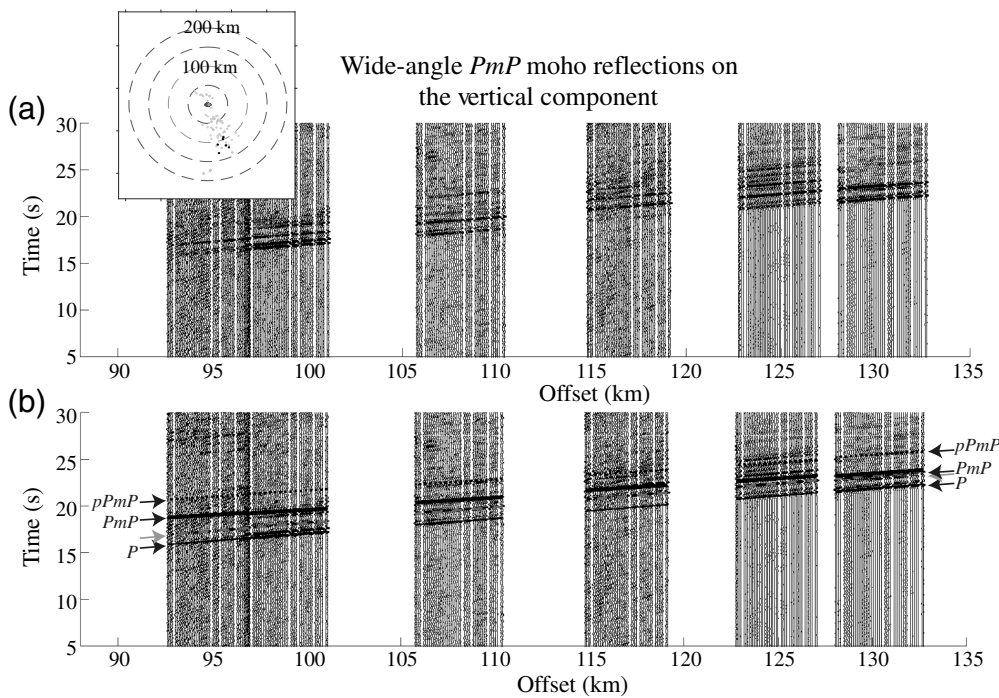 200 km
100 km
Wide-angle PmP moho reflections on
the vertical component
(a)
30
25
20
15
10
5
Time (s)
90
95
100
105
110
115
120
125
130
135
Offset (km)
(b)
30
25
20
15
10
5
Time (s)
pPmP
PmP
P
pPmP
PmP
P
90
95
100
105
110
115
120
125
130
135
Offset (km)